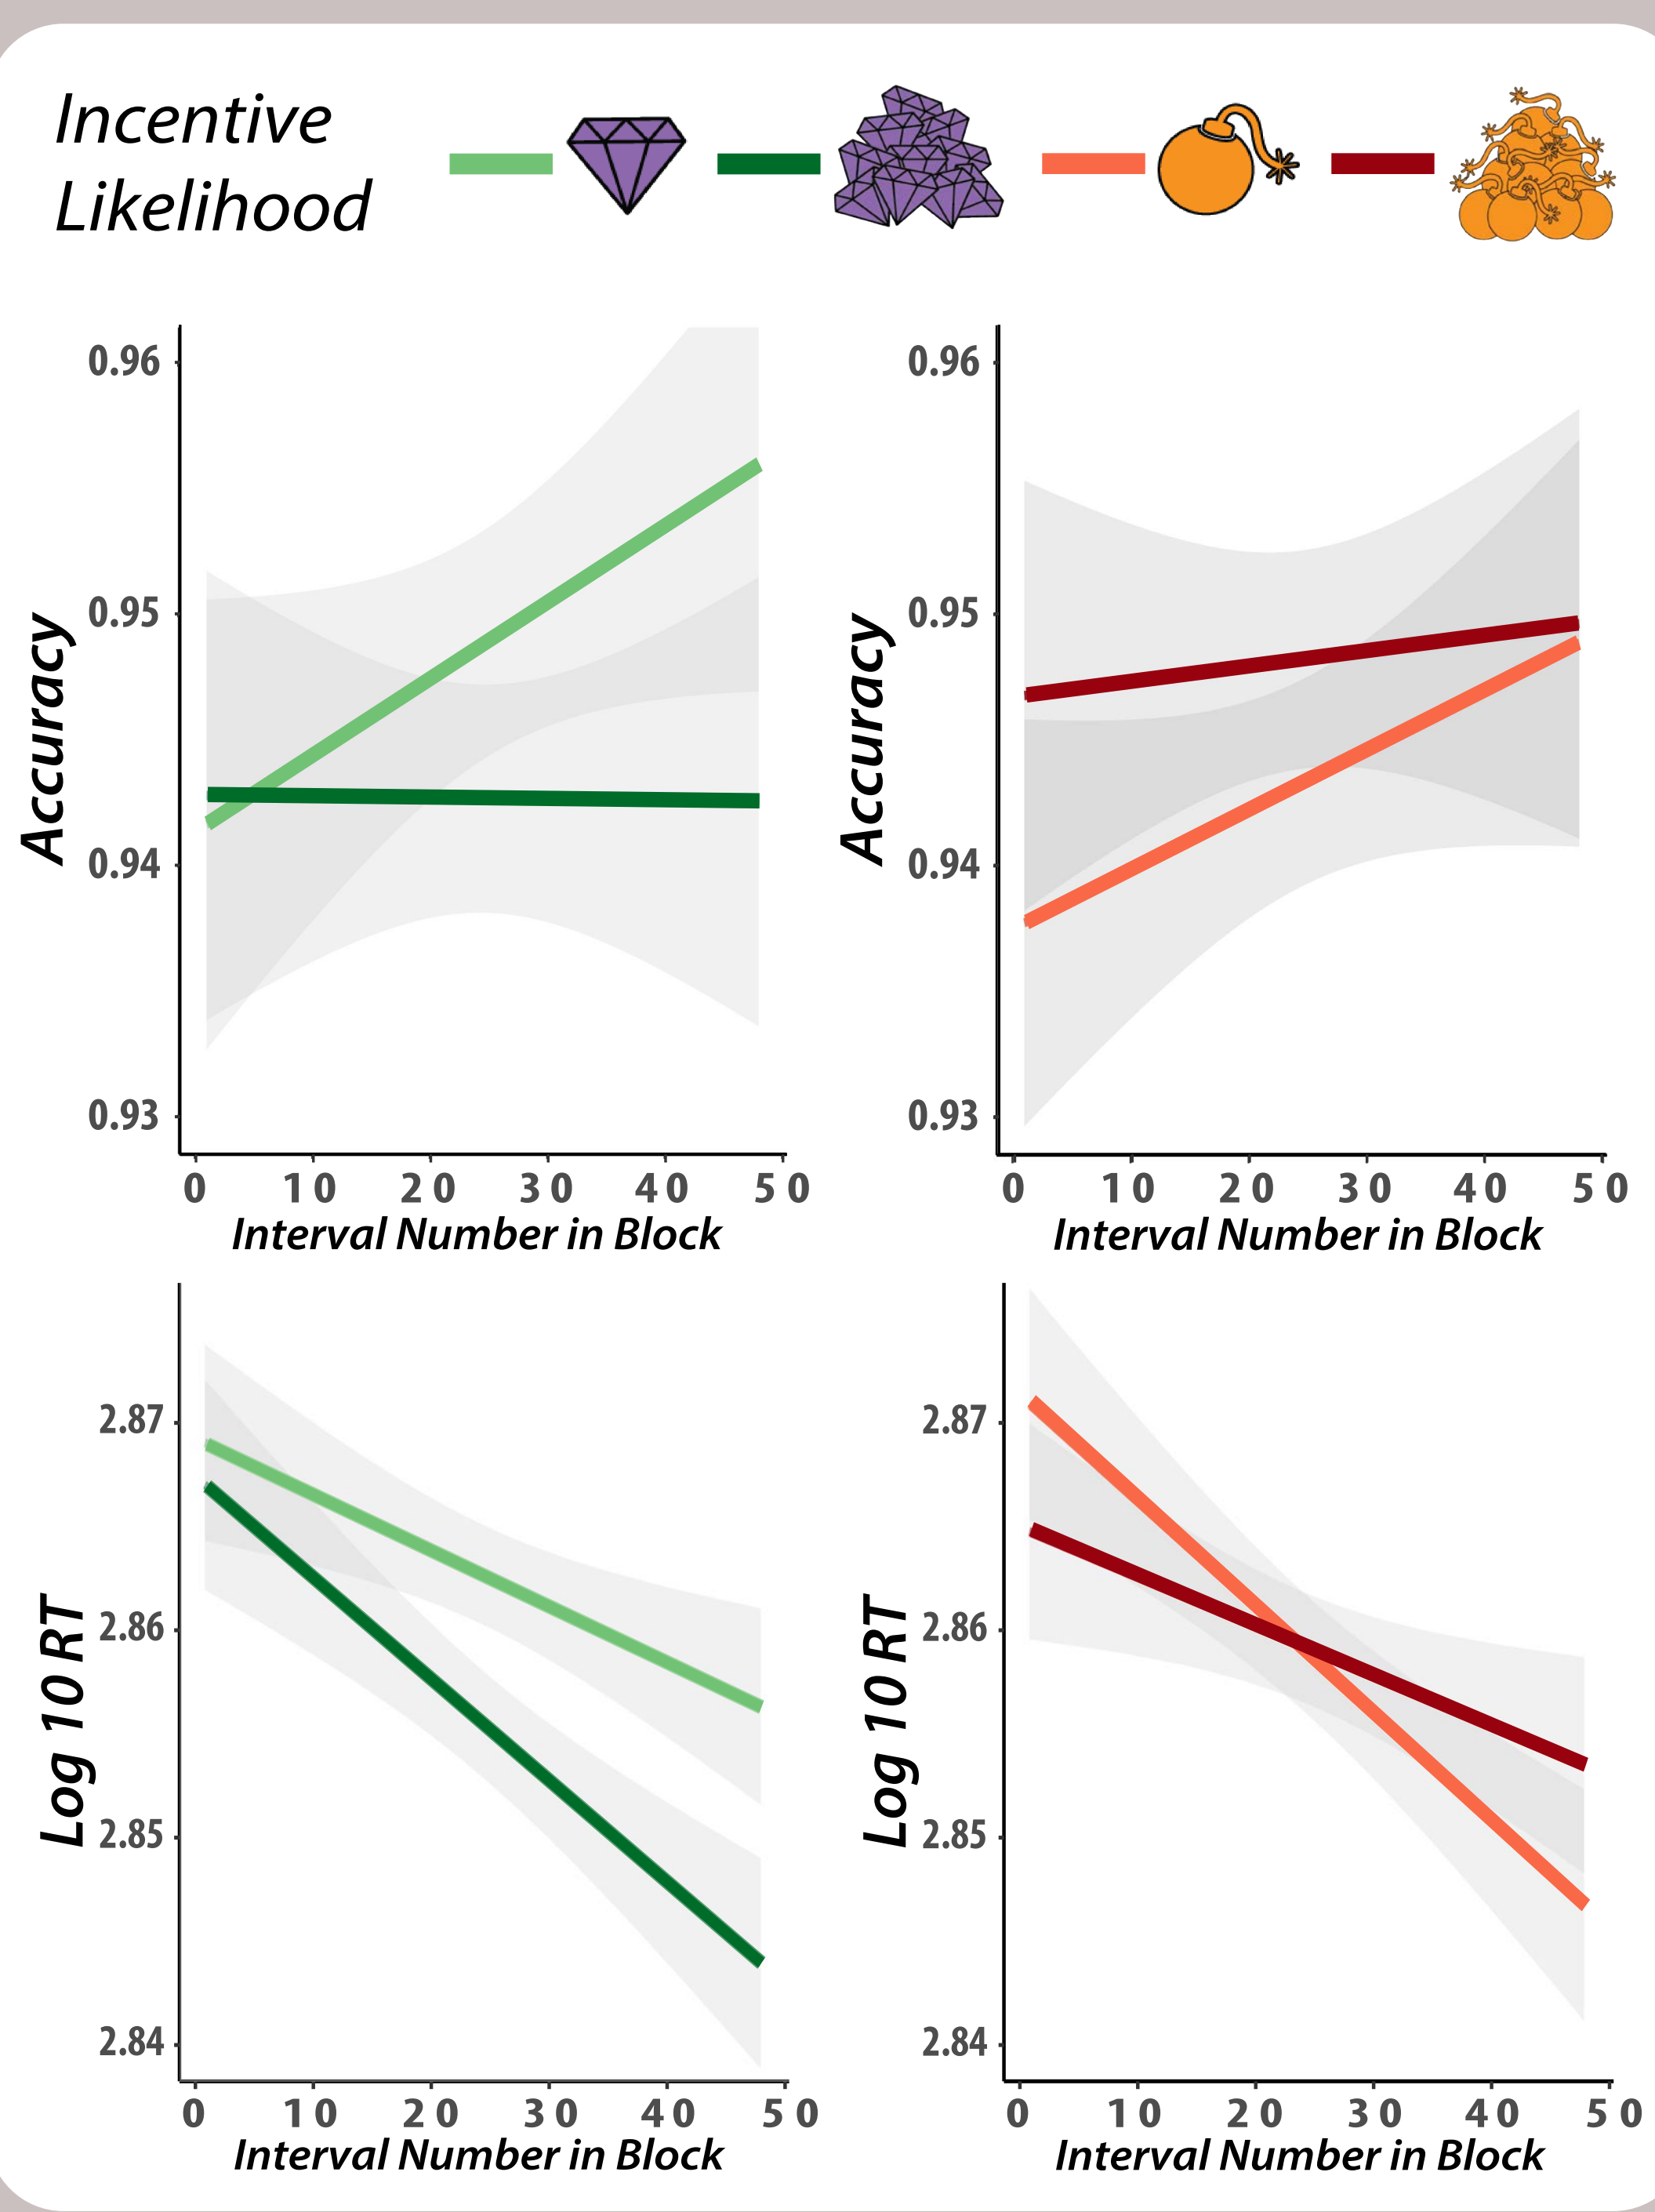 Incentive
Likelihood
0.96
0.95
0.94
0.93
Accuracy
0 10 20 30 40 50
Interval Number in Block
0.96
0.95
0.94
0.93
Accuracy
0 10 20 30 40 50
Interval Number in Block
2.87
2.86
2.85
2.84
Log 10 RT
0 10 20 30 40 50
Interval Number in Block
2.87
2.86
2.85
2.84
Log 10 RT
0 10 20 30 40 50
Interval Number in Block